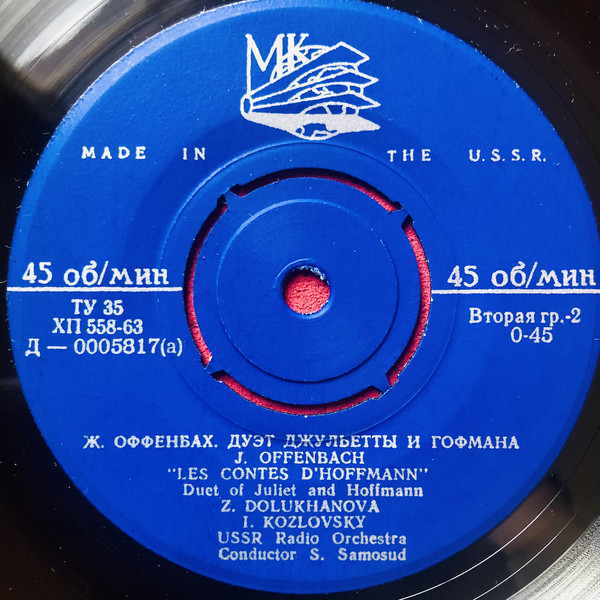 МК
MADE IN THE U.S.S.R.
45 об/мин
45 об/мин
ТУ 35
ХП 558-63
Д — 0005817(а)
Вторая гр.-2
0-45
Ж. ОФФЕНБАХ. ДУЭТ ДЖУЛЬЕТТЫ И ГОФМАНА
J. OFFENBACH
"LES CONTES D'HOFFMANN"
Duet of Juliet and Hoffmann
Z. DOLUKHANOVA
I. KOZLOVSKY
USSR Radio Orchestra
Conductor S. Samosud